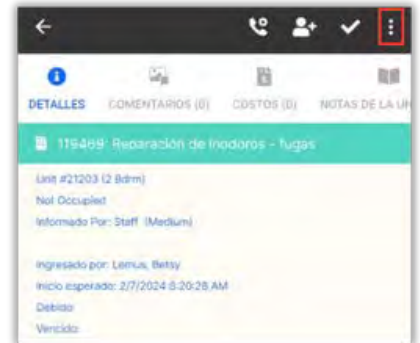 DETALLES COMENTARIOS (0) COSTOS (0) NOTAS DE LA UN
119469: Reparación de Inodoros - fugas
Unit #21203 (2 Bdrm)
Not Occupied
Informado Por: Staff (Medium)
Ingresado por: Lemus, Betsy
Inicio esperado: 2/7/2024 8:20:28 AM
Debido:
Vencido: